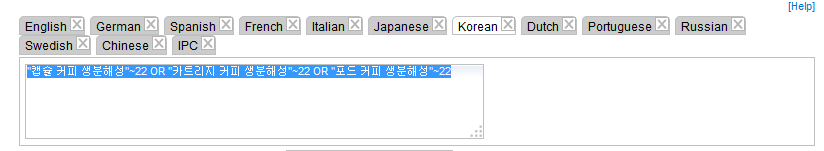 [Help]
English German Spanish French Italian Japanese Korean Dutch Portuguese Russian
Swedish Chinese IPC
"캡슐 커피 생분해성"~22 OR "카트리지 커피 생분해성"~22 OR "포드 커피 생분해성"~22